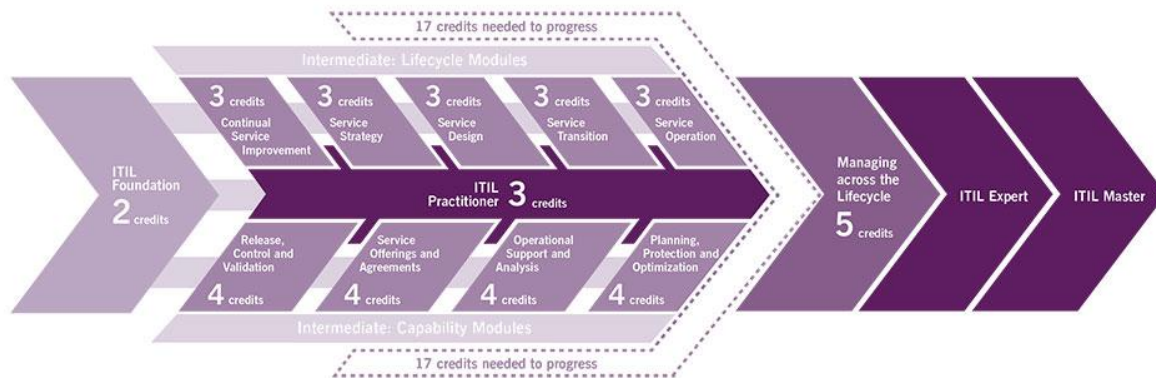 17 credits needed to progress
Intermediate: Lifecycle Modules
3 credits
Continual
Service
Improvement
3 credits
Service
Strategy
3 credits
Service
Design
3 credits
Service
Transition
3 credits
Service
Operation
ITIL
Foundation
2
credits
ITIL
Practitioner 3 credits
Release,
Control and
Validation
4 credits
Service
Offerings and
Agreements
4 credits
Operational
Support and
Analysis
4 credits
Planning,
Protection and
Optimization
4 credits
Intermediate: Capability Modules
17 credits needed to progress
Managing
across the
Lifecycle
5 credits
ITIL Expert
ITIL Master